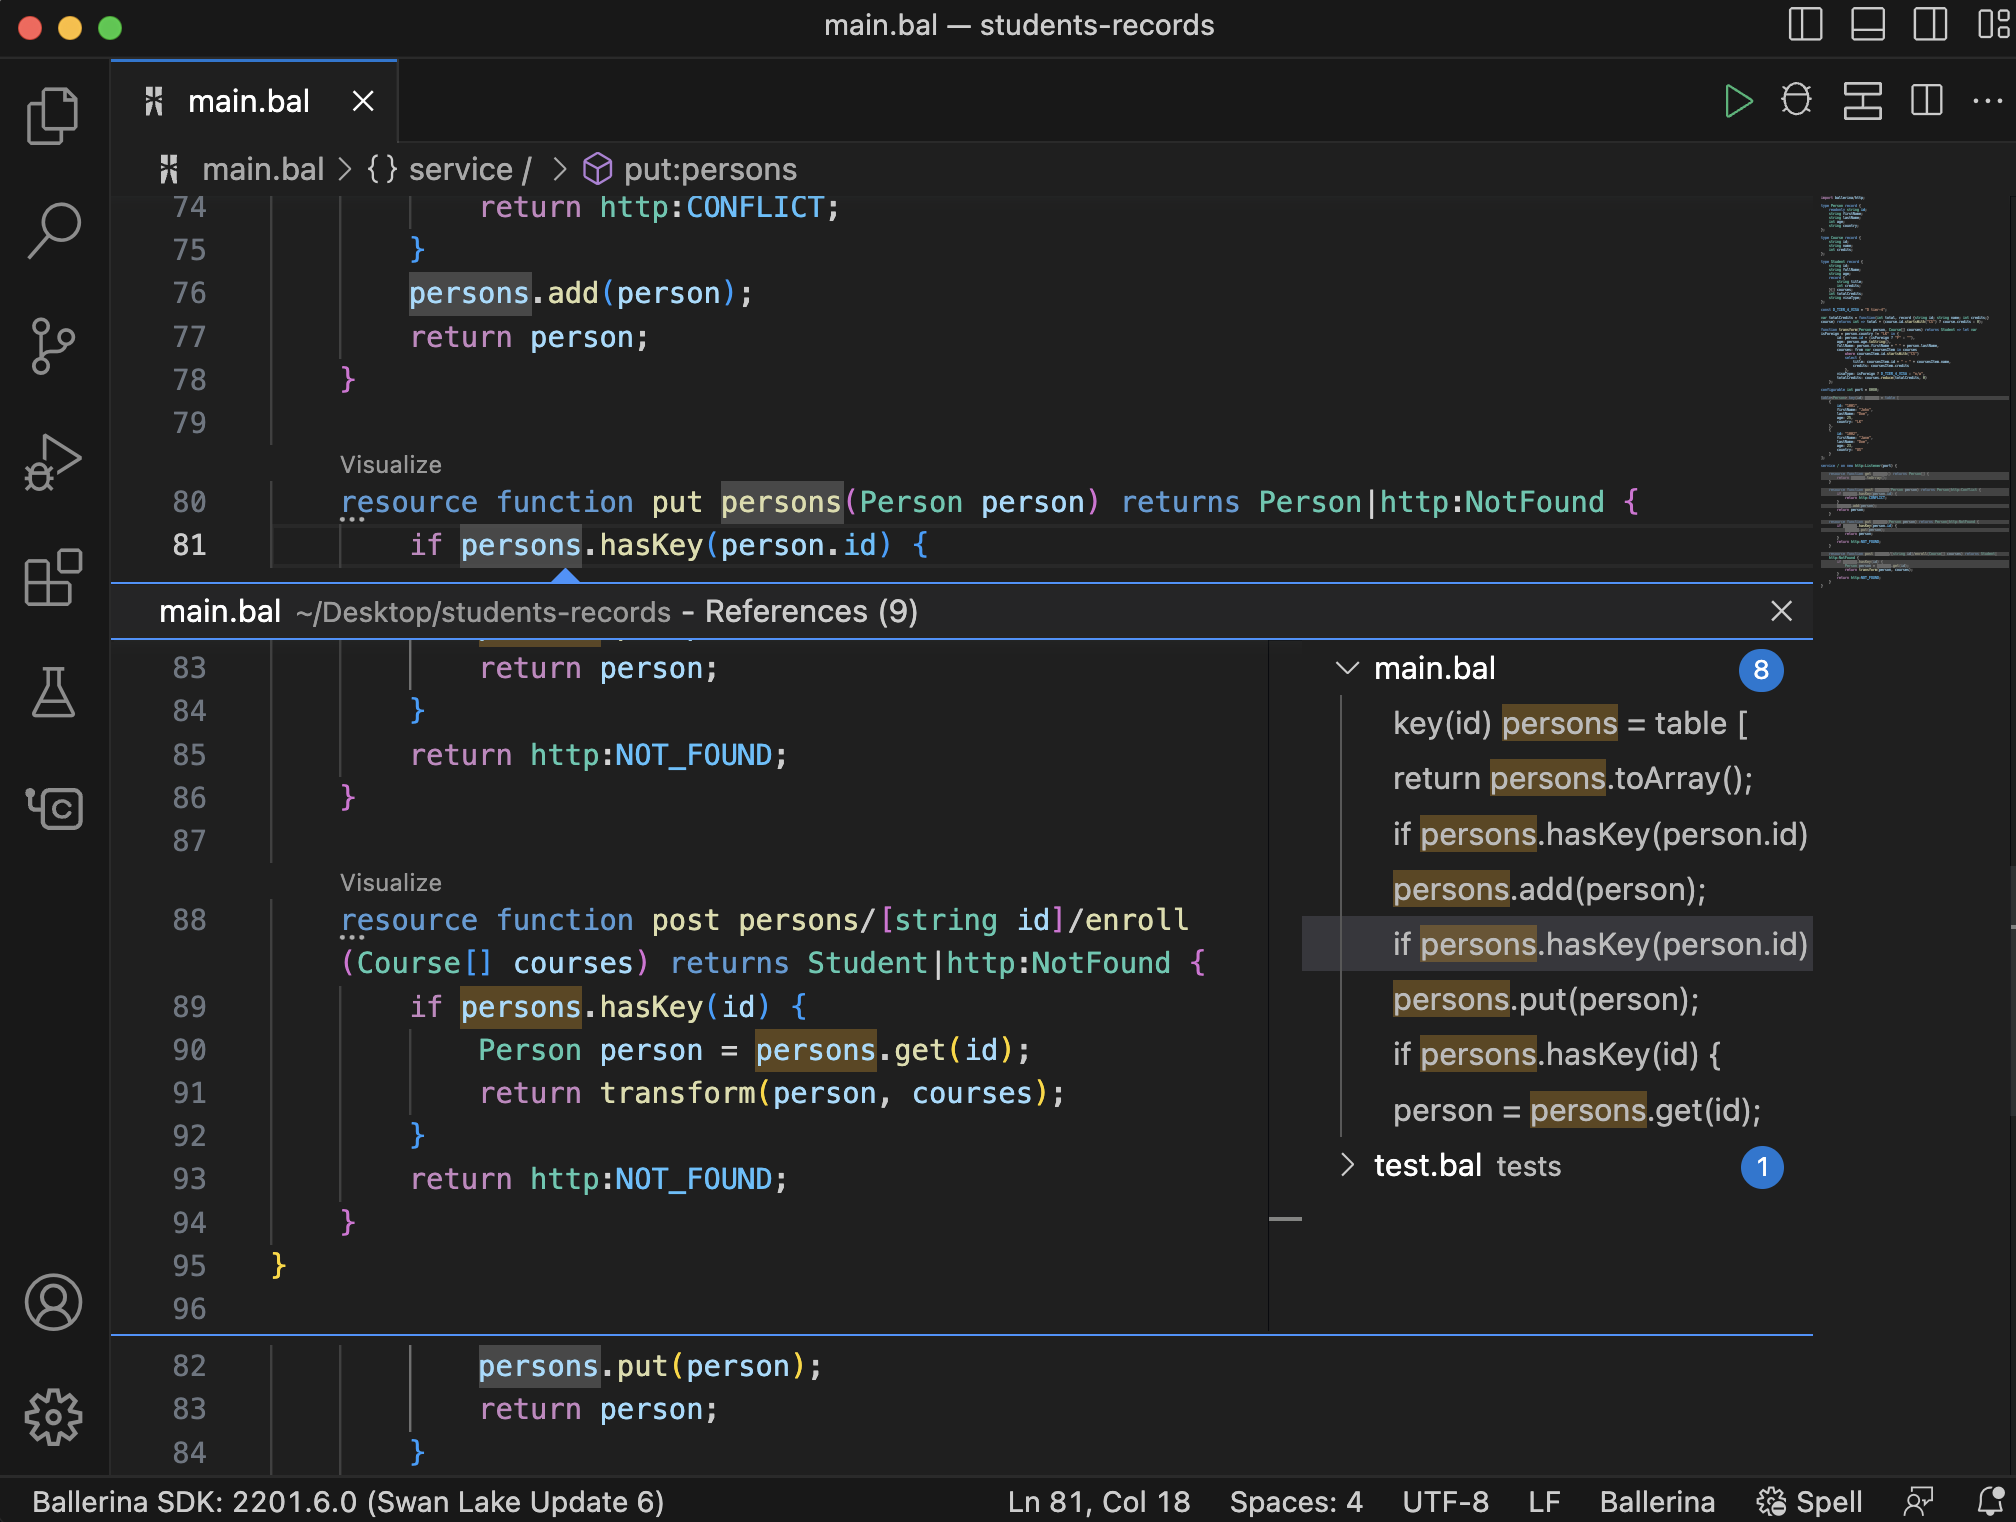 main.bal — students-records
main.bal
main.bal > {} service / > put:persons
74 return http:CONFLICT;
75 }
76 persons.add(person);
77 return person;
78 }
79
Visualize
80 resource function put persons(Person person) returns Person|http:NotFound {
81 if persons.hasKey(person.id) {
main.bal ~/Desktop/students-records - References (9)
83 return person;
84 }
85 return http:NOT_FOUND;
86 }
87
Visualize
88 resource function post persons/[string id]/enroll
(Course[] courses) returns Student|http:NotFound {
89 if persons.hasKey(id) {
90 Person person = persons.get(id);
91 return transform(person, courses);
92 }
93 return http:NOT_FOUND;
94 }
95 }
96
main.bal 8
key(id) persons = table [
return persons.toArray();
if persons.hasKey(person.id)
persons.add(person);
if persons.hasKey(person.id)
persons.put(person);
if persons.hasKey(id) {
person = persons.get(id);
test.bal tests 1
82 persons.put(person);
83 return person;
84 }
Ballerina SDK: 2201.6.0 (Swan Lake Update 6) Ln 81, Col 18 Spaces: 4 UTF-8 LF Ballerina Spell